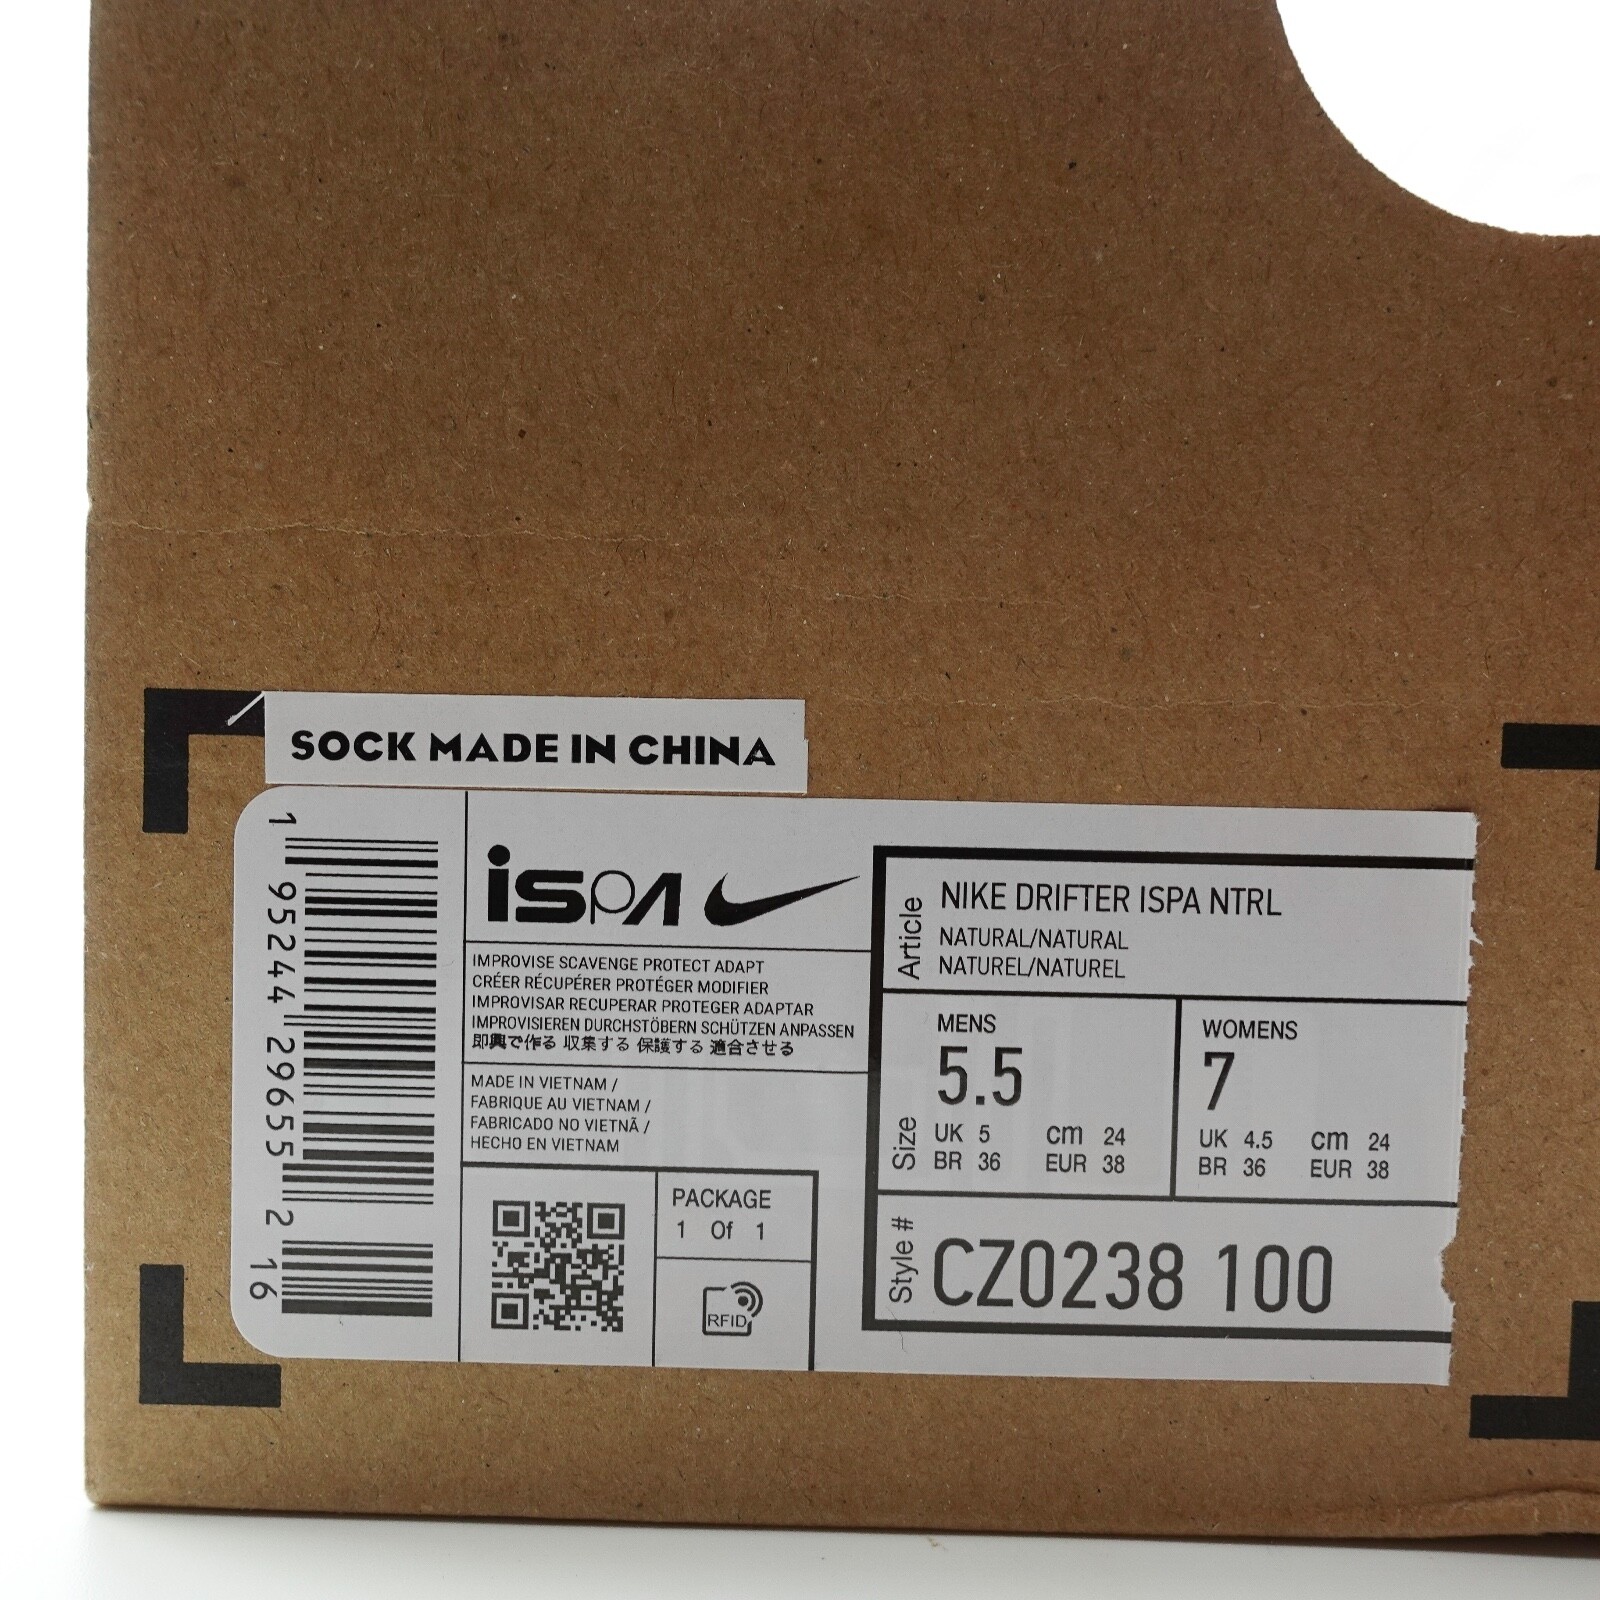 SOCK MADE IN CHINA
1 95244 29655 2 16
iSPA
IMPROVISE SCAVENGE PROTECT ADAPT
CRÉER RÉCUPÉRER PROTÉGER MODIFIER
IMPROVISAR RECUPERAR PROTEGER ADAPTAR
IMPROVISIEREN DURCHSTÖBERN SCHÜTZEN ANPASSEN
即興で作る 収集する 保護する 適合させる
MADE IN VIETNAM /
FABRIQUE AU VIETNAM /
FABRICADO NO VIETNÃ /
HECHO EN VIETNAM
PACKAGE
1 Of 1
RFID
Article
NIKE DRIFTER ISPA NTRL
NATURAL/NATURAL
NATUREL/NATUREL
Size
MENS
5.5
UK 5 cm 24
BR 36 EUR 38
WOMENS
7
UK 4.5 cm 24
BR 36 EUR 38
Style #
CZ0238 100